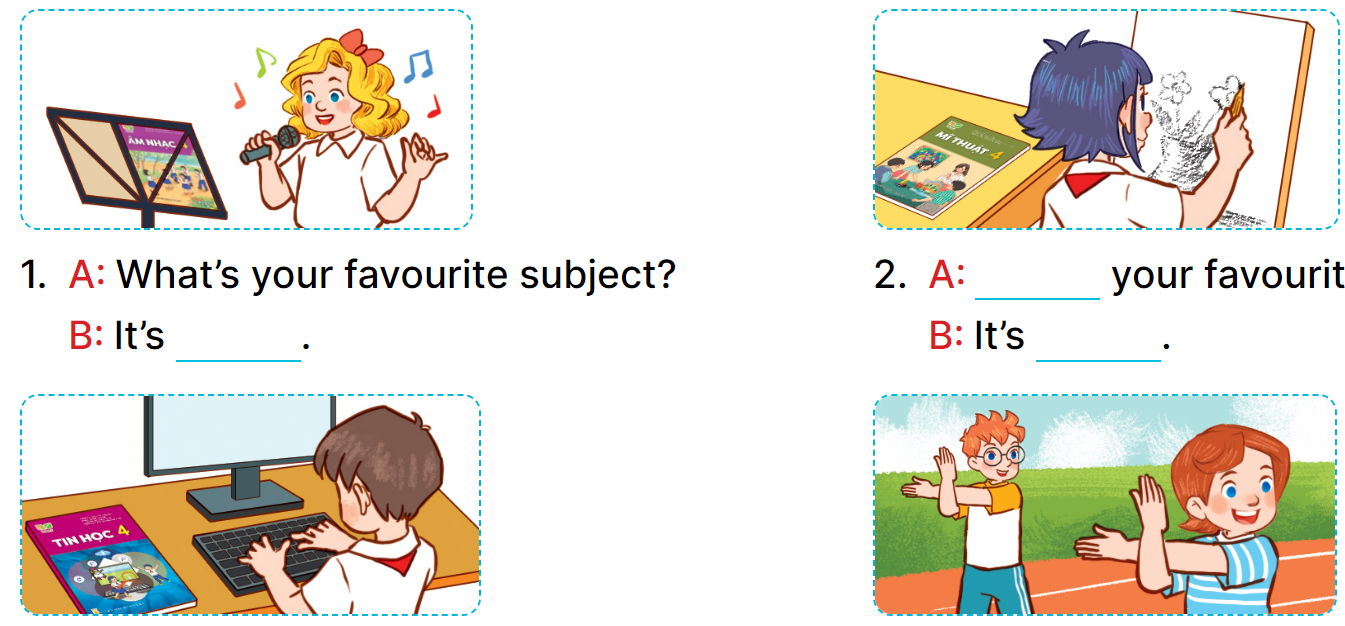 ÂM NHẠC 4
MĨ THUẬT 4
1. A: What's your favourite subject?
B: It's ______.
2. A: ______ your favourit
B: It's ______.
TIN HỌC 4